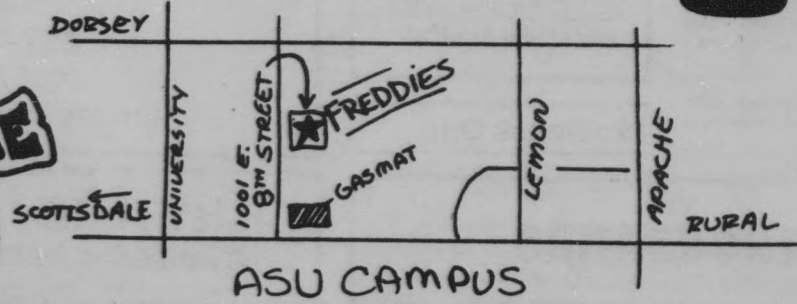 DORSEY
UNIVERSITY
1001 E.
8TH STREET
FREDDIES
GASMAT
LEMON
APACHE
SCOTTSDALE
RURAL
ASU CAMPUS